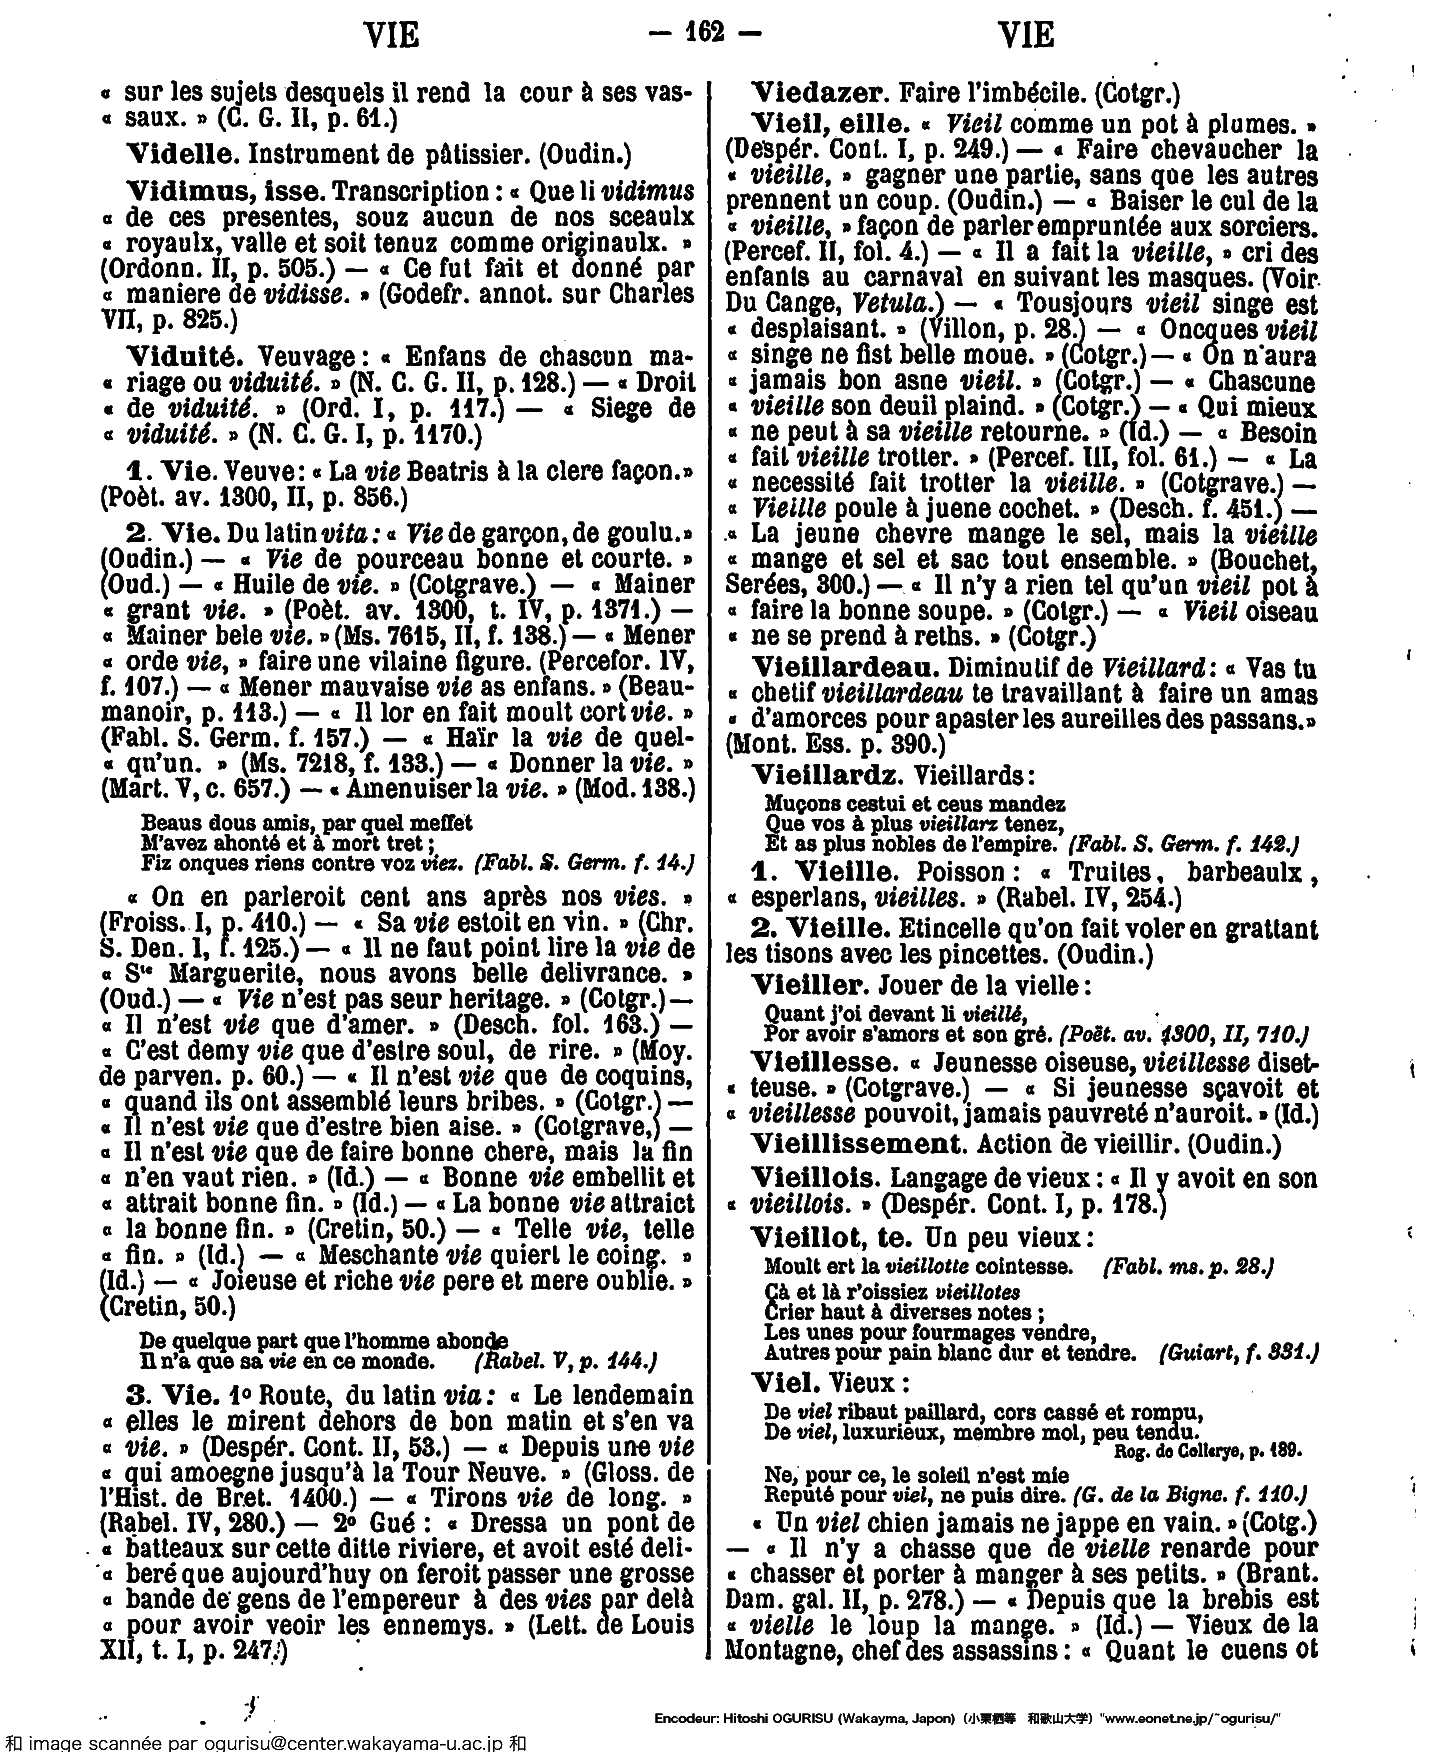 VIE — 162 — VIE
« sur les sujets desquels il rend la cour à ses vas-
« saux. » (C. G. II, p. 61.)
Videlle. Instrument de pâtissier. (Oudin.)
Vidimus, isse. Transcription : « Que li vidimus
« de ces presentes, souz aucun de nos sceaulx
« royaulx, valle et soit tenuz comme originaulx. »
(Ordonn. II, p. 505.) — « Ce fut fait et donné par
« maniere de vidisse. » (Godefr. annot. sur Charles
VII, p. 825.)
Viduité. Veuvage : « Enfans de chascun ma-
« riage ou viduité. » (N. C. G. II, p. 128.) — « Droit
« de viduité. » (Ord. I, p. 117.) — « Siege de
« viduité. » (N. C. G. I, p. 1170.)
1. Vie. Veuve : « La vie Beatris à la clere façon.»
(Poèt. av. 1300, II, p. 856.)
2. Vie. Du latin vita : « Vie de garçon, de goulu.»
(Oudin.) — « Vie de pourceau bonne et courte. »
(Oud.) — « Huile de vie. » (Cotgrave.) — « Mainer
« grant vie. » (Poèt. av. 1300, t. IV, p. 1371.) —
« Mainer bele vie. » (Ms. 7615, II, f. 138.) — « Mener
« orde vie, » faire une vilaine figure. (Percefor. IV,
f. 107.) — « Mener mauvaise vie as enfans. » (Beau-
manoir, p. 113.) — « Il lor en fait moult cort vie. »
(Fabl. S. Germ. f. 157.) — « Haïr la vie de quel-
« qu'un. » (Ms. 7218, f. 133.) — « Donner la vie. »
(Mart. V, c. 657.) — « Amenuiser la vie. » (Mod. 138.)
Beaus dous amis, par quel meffet
M'avez ahonté et à mort tret ;
Fiz onques riens contre voz viez. (Fabl. S. Germ. f. 14.)
« On en parleroit cent ans après nos vies. »
(Froiss. I, p. 410.) — « Sa vie estoit en vin. » (Chr.
S. Den. I, f. 125.) — « Il ne faut point lire la vie de
« Ste Marguerite, nous avons belle delivrance. »
(Oud.) — « Vie n'est pas seur heritage. » (Cotgr.) —
« Il n'est vie que d'amer. » (Desch. fol. 163.) —
« C'est demy vie que d'estre soul, de rire. » (Moy.
de parven. p. 60.) — « Il n'est vie que de coquins,
« quand ils ont assemblé leurs bribes. » (Cotgr.) —
« Il n'est vie que d'estre bien aise. » (Cotgrave,) —
« Il n'est vie que de faire bonne chere, mais la fin
« n'en vaut rien. » (Id.) — « Bonne vie embellit et
« attrait bonne fin. » (Id.) — « La bonne vie attraict
« la bonne fin. » (Cretin, 50.) — « Telle vie, telle
« fin. » (Id.) — « Meschante vie quiert le coing. »
(Id.) — « Joieuse et riche vie pere et mere oublie. »
(Cretin, 50.)
De quelque part que l'homme abonde
Il n'a que sa vie en ce monde. (Rabel. V, p. 144.)
3. Vie. 1º Route, du latin via : « Le lendemain
« elles le mirent dehors de bon matin et s'en va
« vie. » (Despér. Cont. II, 53.) — « Depuis une vie
« qui amoegne jusqu'à la Tour Neuve. » (Gloss. de
l'Hist. de Bret. 1400.) — « Tirons vie de long. »
(Rabel. IV, 280.) — 2º Gué : « Dressa un pont de
« batteaux sur cette ditte riviere, et avoit esté deli-
« beré que aujourd'huy on feroit passer une grosse
« bande de gens de l'empereur à des vies par delà
« pour avoir veoir les ennemys. » (Lett. de Louis
XII, t. I, p. 247.)
Viedazer. Faire l'imbécile. (Cotgr.)
Vieil, eille. « Vieil comme un pot à plumes. »
(Despér. Cont. I, p. 249.) — « Faire chevaucher la
« vieille, » gagner une partie, sans que les autres
prennent un coup. (Oudin.) — « Baiser le cul de la
« vieille, » façon de parler empruntée aux sorciers.
(Percef. II, fol. 4.) — « Il a fait la vieille, » cri des
enfants au carnaval en suivant les masques. (Voir
Du Cange, Vetula.) — « Tousjours vieil singe est
« desplaisant. » (Villon, p. 28.) — « Oncques vieil
« singe ne fist belle moue. » (Cotgr.) — « On n'aura
« jamais bon asne vieil. » (Cotgr.) — « Chascune
« vieille son deuil plaind. » (Cotgr.) — « Qui mieux
« ne peut à sa vieille retourne. » (Id.) — « Besoin
« fait vieille trotter. » (Percef. III, fol. 61.) — « La
« necessité fait trotter la vieille. » (Cotgrave.) —
« Vieille poule à juene cochet. » (Desch. f. 451.) —
« La jeune chevre mange le sel, mais la vieille
« mange et sel et sac tout ensemble. » (Bouchet,
Serées, 300.) — « Il n'y a rien tel qu'un vieil pot à
« faire la bonne soupe. » (Cotgr.) — « Vieil oiseau
« ne se prend à reths. » (Cotgr.)
Vieillardeau. Diminutif de Vieillard : « Vas tu
« chetif vieillardeau te travaillant à faire un amas
« d'amorces pour apaster les aureilles des passans.»
(Mont. Ess. p. 390.)
Vieillardz. Vieillards :
Muçons cestui et ceus mandez
Que vos à plus vieillarz tenez,
Et as plus nobles de l'empire. (Fabl. S. Germ. f. 142.)
1. Vieille. Poisson : « Truites, barbeaulx,
« esperlans, vieilles. » (Rabel. IV, 254.)
2. Vieille. Etincelle qu'on fait voler en grattant
les tisons avec les pincettes. (Oudin.)
Vieiller. Jouer de la vielle :
Quant j'oi devant li vieillé,
Por avoir s'amors et son gré. (Poët. av. 1300, II, 710.)
Vieillesse. « Jeunesse oiseuse, vieillesse diset-
« teuse. » (Cotgrave.) — « Si jeunesse sçavoit et
« vieillesse pouvoit, jamais pauvreté n'auroit. » (Id.)
Vieillissement. Action de vieillir. (Oudin.)
Vieillois. Langage de vieux : « Il y avoit en son
« vieillois. » (Despér. Cont. I, p. 178.)
Vieillot, te. Un peu vieux :
Moult ert la vieillotte cointesse. (Fabl. ms. p. 28.)
Çà et là r'oissiez vieillotes
Crier haut à diverses notes ;
Les unes pour fourmages vendre,
Autres pour pain blanc dur et tendre. (Guiart, f. 331.)
Viel. Vieux :
De viel ribaut paillard, cors cassé et rompu,
De viel, luxurieux, membre mol, peu tendu.
Rog. de Collerye, p. 189.
Ne, pour ce, le soleil n'est mie
Reputé pour viel, ne puis dire. (G. de la Bigne. f. 110.)
« Un viel chien jamais ne jappe en vain. » (Cotg.)
— « Il n'y a chasse que de vielle renarde pour
« chasser et porter à manger à ses petits. » (Brant.
Dam. gal. II, p. 278.) — « Depuis que la brebis est
« vielle le loup la mange. » (Id.) — Vieux de la
Montagne, chef des assassins : « Quant le cuens ot
Encodeur: Hitoshi OGURISU (Wakayma, Japon) (小栗栖等 和歌山大学) "www.eonet.ne.jp/~ogurisu/"
和 image scannée par ogurisu@center.wakayama-u.ac.jp 和